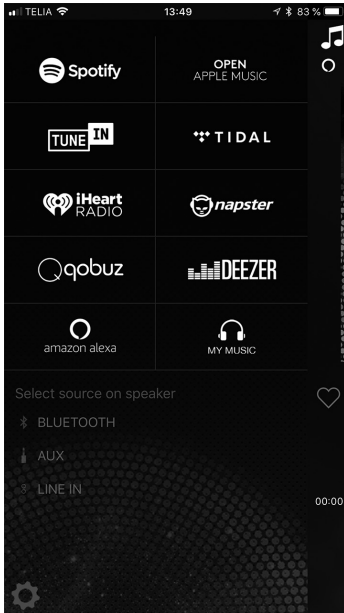 TELIA 13:49 83 %
Spotify
OPEN
APPLE MUSIC
TUNE IN
TIDAL
iHeart
RADIO
napster
qobuz
DEEZER
amazon alexa
MY MUSIC
Select source on speaker
BLUETOOTH
AUX
LINE IN
00:00